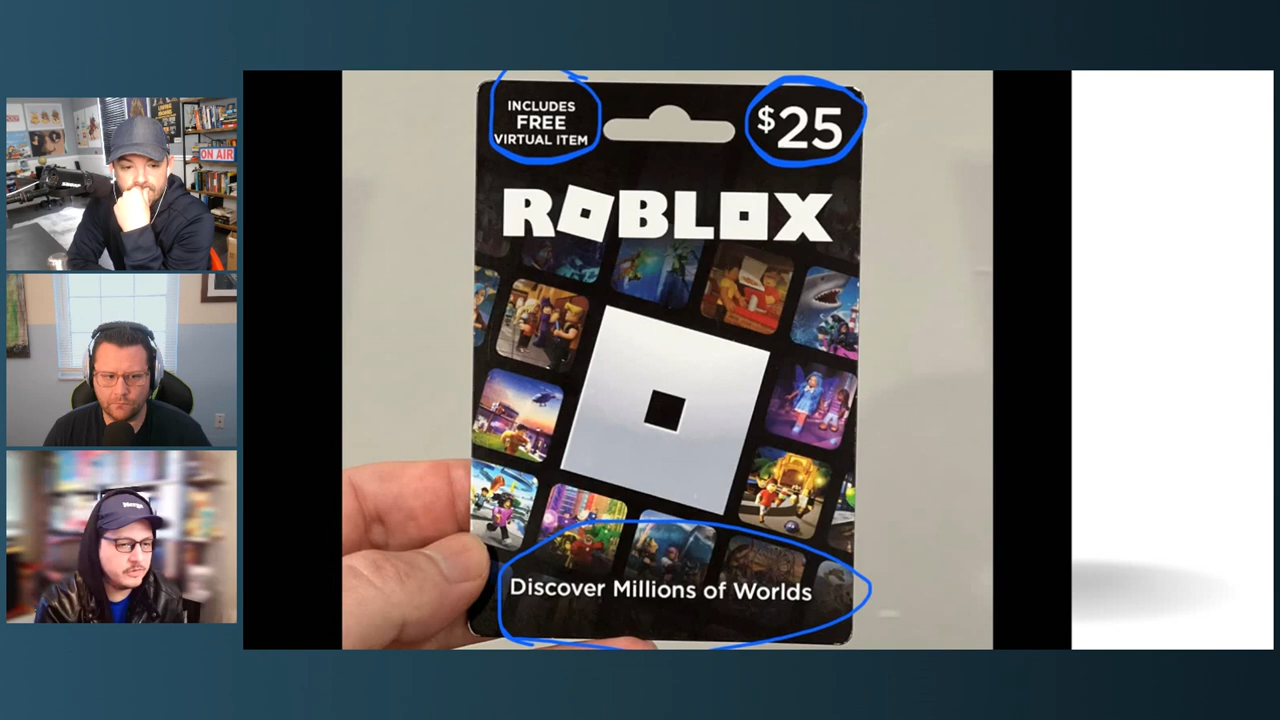 ON AIR
INCLUDES
FREE
VIRTUAL ITEM
$25
ROBLOX
Discover Millions of Worlds